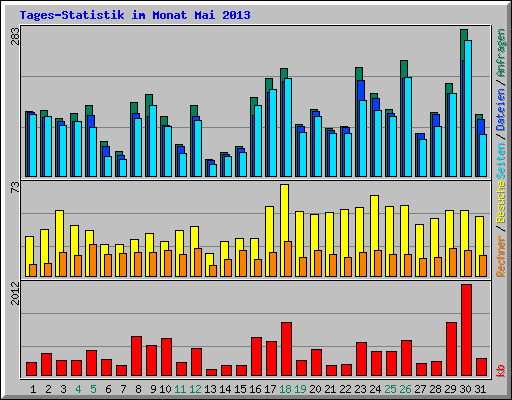 Tages-Statistik im Monat Mai 2013
283
73
2012
Rechner / Besuche Seiten / Dateien / Anfragen
kb
1 2 3 4 5 6 7 8 9 10 11 12 13 14 15 16 17 18 19 20 21 22 23 24 25 26 27 28 29 30 31